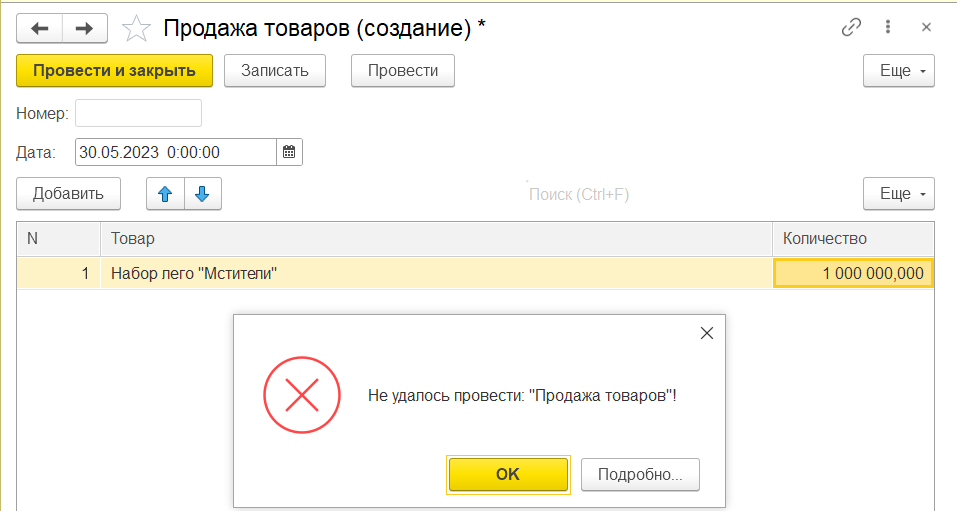 Продажа товаров (создание) *
Провести и закрыть Записать Провести Еще
Номер:
Дата: 30.05.2023 0:00:00
Добавить Поиск (Ctrl+F) Еще
N Товар Количество
1 Набор лего "Мстители" 1 000 000,000
Не удалось провести: "Продажа товаров"!
OK Подробно...